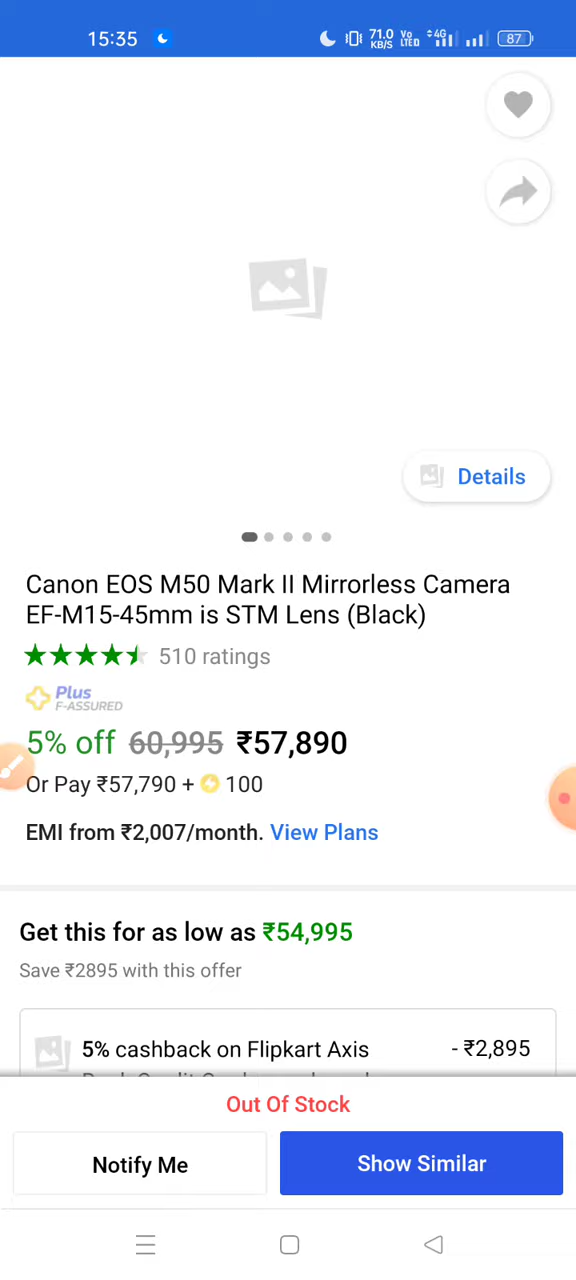 15:35
71.0 KB/S Vo LTED 4G 87
Details
Canon EOS M50 Mark II Mirrorless Camera
EF-M15-45mm is STM Lens (Black)
510 ratings
Plus
F-ASSURED
5% off 60,995 ₹57,890
Or Pay ₹57,790 + 100
EMI from ₹2,007/month. View Plans
Get this for as low as ₹54,995
Save ₹2895 with this offer
5% cashback on Flipkart Axis - ₹2,895
Out Of Stock
Notify Me Show Similar